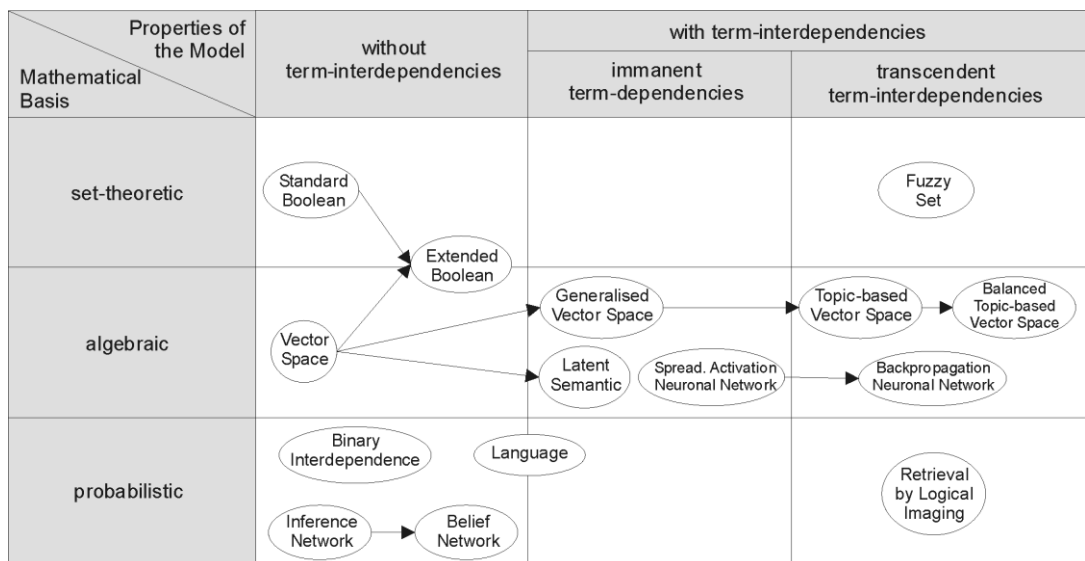 Properties of
the Model
Mathematical
Basis
without
term-interdependencies
with term-interdependencies
immanent
term-dependencies
transcendent
term-interdependencies
set-theoretic
Standard
Boolean
Fuzzy
Set
Extended
Boolean
algebraic
Vector
Space
Generalised
Vector Space
Topic-based
Vector Space
Balanced
Topic-based
Vector Space
Latent
Semantic
Spread. Activation
Neuronal Network
Backpropagation
Neuronal Network
probabilistic
Binary
Interdependence
Language
Retrieval
by Logical
Imaging
Inference
Network
Belief
Network